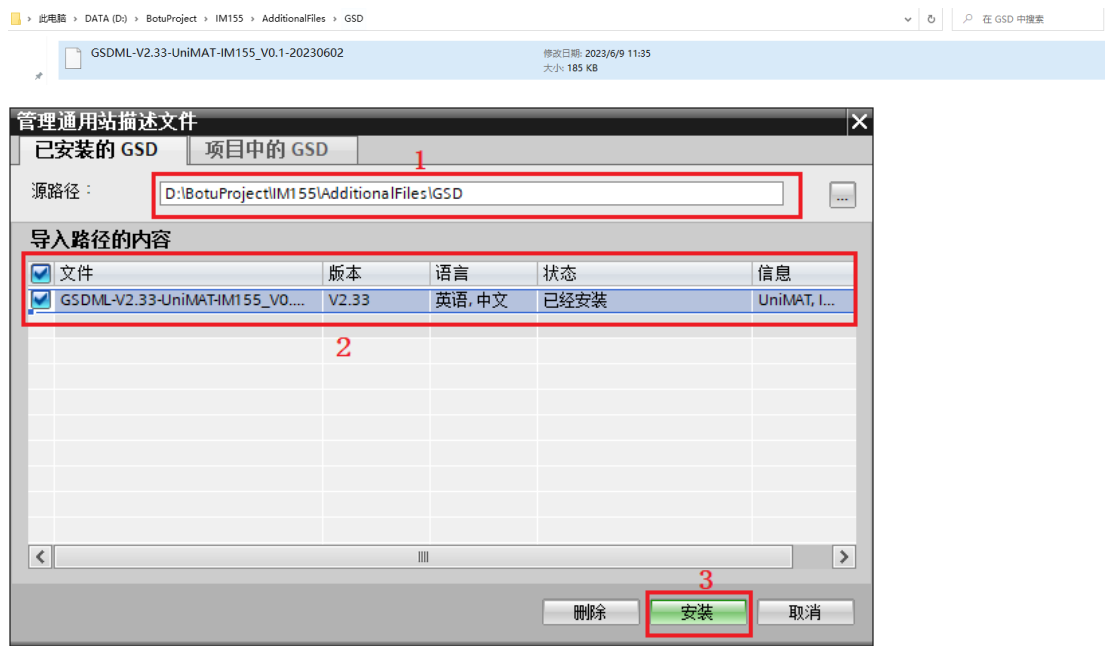 › 此电脑 › DATA (D:) › BotuProject › IM155 › AdditionalFiles › GSD
在 GSD 中搜索
GSDML-V2.33-UniMAT-IM155_V0.1-20230602
修改日期: 2023/6/9 11:35
大小: 185 KB
管理通用站描述文件
已安装的 GSD 项目中的 GSD
1
源路径: D:\BotuProject\IM155\AdditionalFiles\GSD ...
导入路径的内容
文件 版本 语言 状态 信息
GSDML-V2.33-UniMAT-IM155_V0.... V2.33 英语, 中文 已经安装 UniMAT, I...
2
3
删除 安装 取消